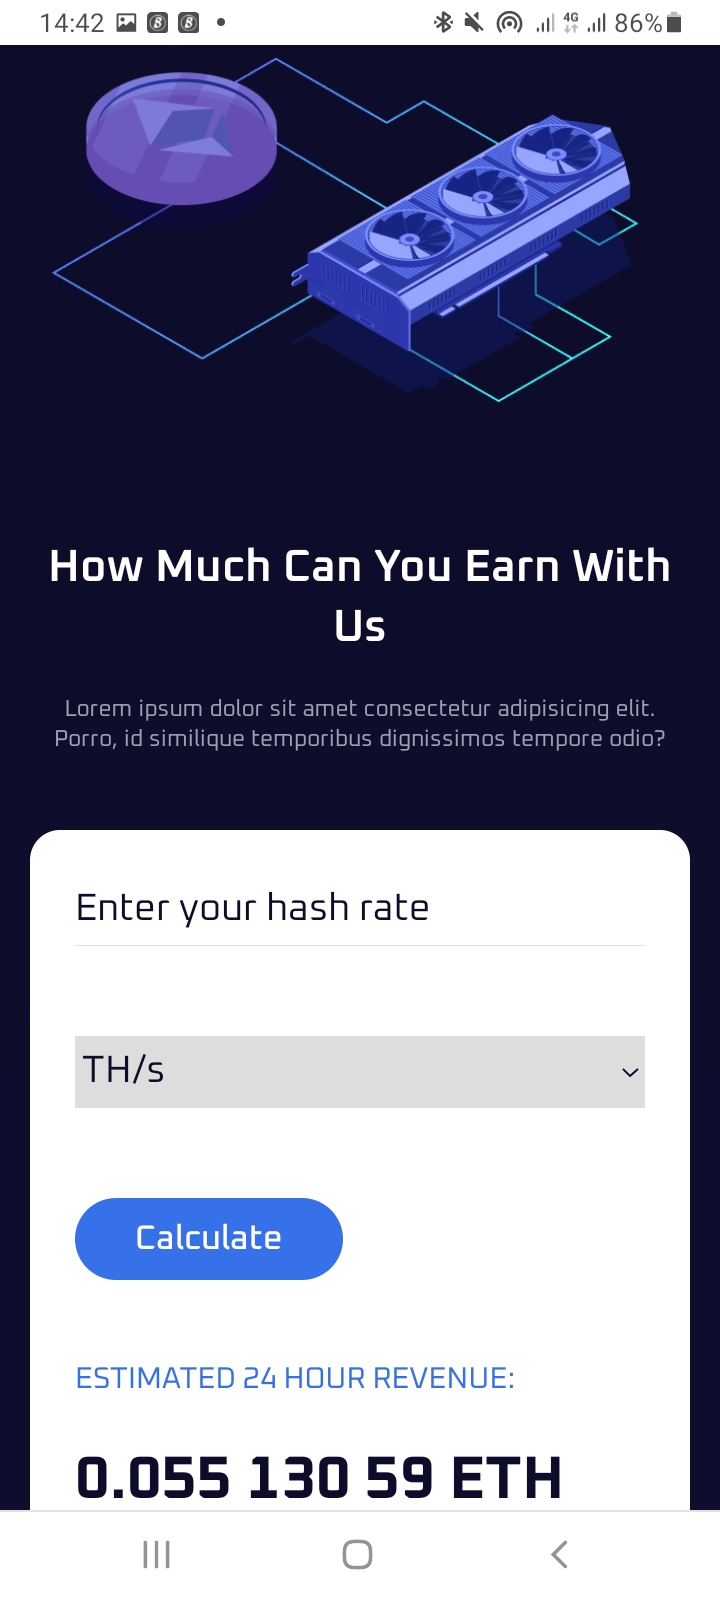 14:42
4G
86%
How Much Can You Earn With
Us
Lorem ipsum dolor sit amet consectetur adipisicing elit.
Porro, id similique temporibus dignissimos tempore odio?
Enter your hash rate
TH/s
Calculate
ESTIMATED 24 HOUR REVENUE:
0.055 130 59 ETH